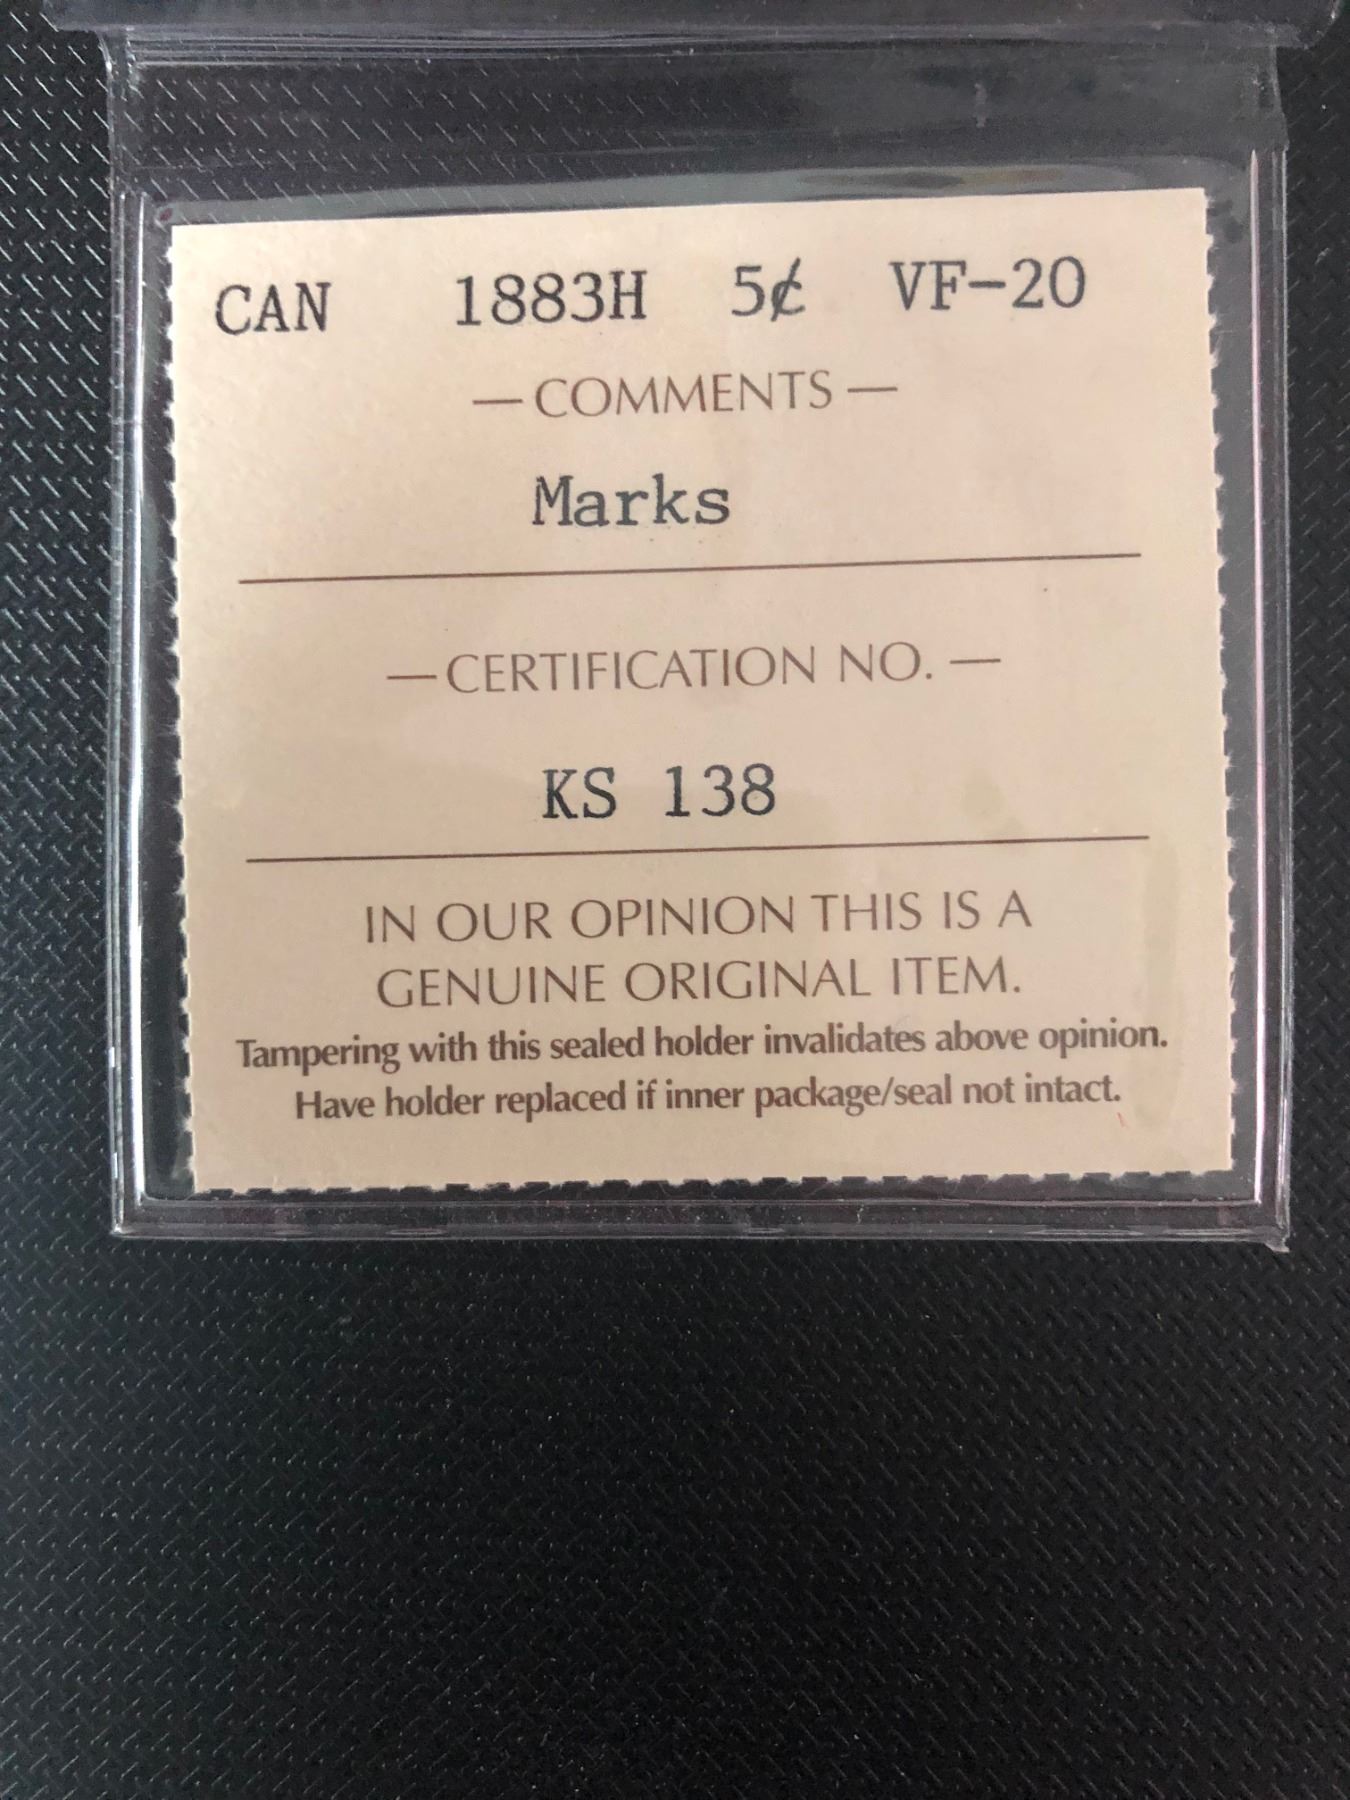 CAN 1883H 5¢ VF-20
— COMMENTS —
Marks
— CERTIFICATION NO. —
KS 138
IN OUR OPINION THIS IS A
GENUINE ORIGINAL ITEM.
Tampering with this sealed holder invalidates above opinion.
Have holder replaced if inner package/seal not intact.